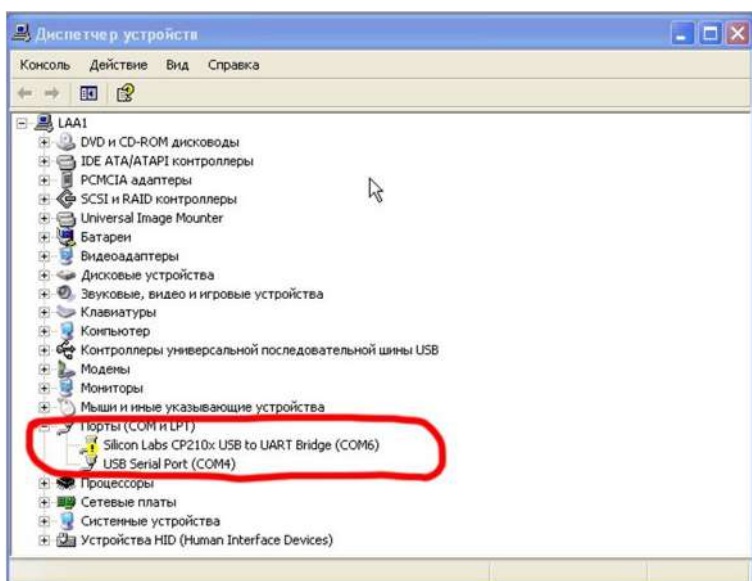 Диспетчер устройств
Консоль Действие Вид Справка
LAA1
DVD и CD-ROM дисководы
IDE ATA/ATAPI контроллеры
PCMCIA адаптеры
SCSI и RAID контроллеры
Universal Image Mounter
Батареи
Видеоадаптеры
Дисковые устройства
Звуковые, видео и игровые устройства
Клавиатуры
Компьютер
Контроллеры универсальной последовательной шины USB
Модемы
Мониторы
Мыши и иные указывающие устройства
Порты (COM и LPT)
Silicon Labs CP210x USB to UART Bridge (COM6)
USB Serial Port (COM4)
Процессоры
Сетевые платы
Системные устройства
Устройства HID (Human Interface Devices)